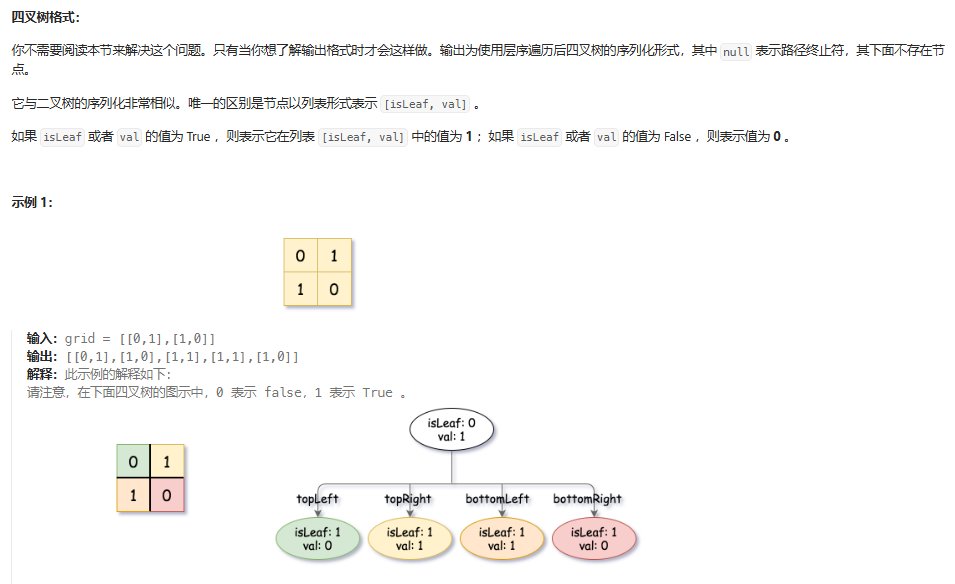 四叉树格式：
你不需要阅读本节来解决这个问题。只有当你想了解输出格式时才会这样做。输出为使用层序遍历后四叉树的序列化形式，其中 null 表示路径终止符，其下面不存在节
点。
它与二叉树的序列化非常相似。唯一的区别是节点以列表形式表示 [isLeaf, val] 。
如果 isLeaf 或者 val 的值为 True ，则表示它在列表 [isLeaf, val] 中的值为 1 ；如果 isLeaf 或者 val 的值为 False ，则表示值为 0 。
示例 1：
0 1
1 0
输入：grid = [[0,1],[1,0]]
输出：[[0,1],[1,0],[1,1],[1,1],[1,0]]
解释：此示例的解释如下：
请注意，在下面四叉树的图示中，0 表示 false，1 表示 True 。
isLeaf: 0
val: 1
0 1
1 0
topLeft topRight bottomLeft bottomRight
isLeaf: 1 isLeaf: 1 isLeaf: 1 isLeaf: 1
val: 0 val: 1 val: 1 val: 0